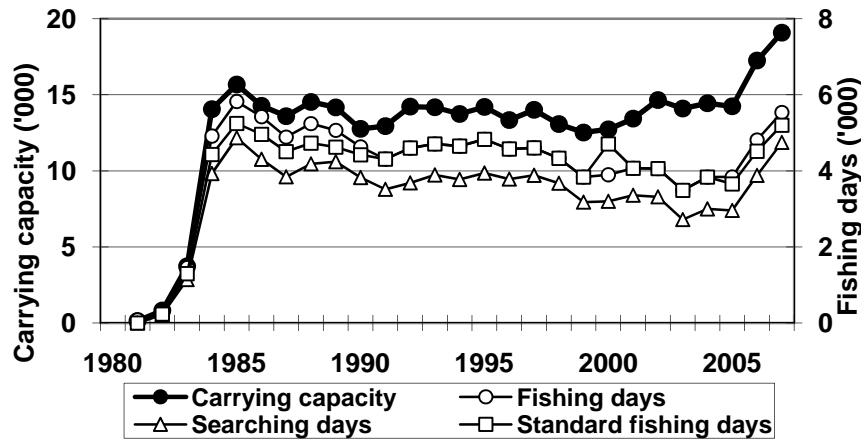 20
15
10
5
0
Carrying capacity ('000)
8
6
4
2
0
Fishing days ('000)
1980 1985 1990 1995 2000 2005
Carrying capacity Fishing days
Searching days Standard fishing days